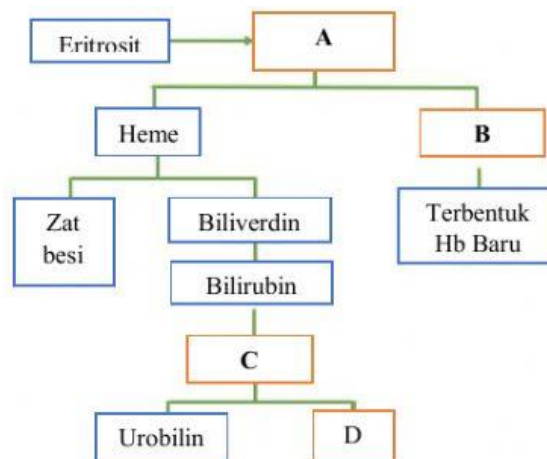 Eritrosit
A
Heme
B
Zat
besi
Biliverdin
Terbentuk
Hb Baru
Bilirubin
C
Urobilin
D